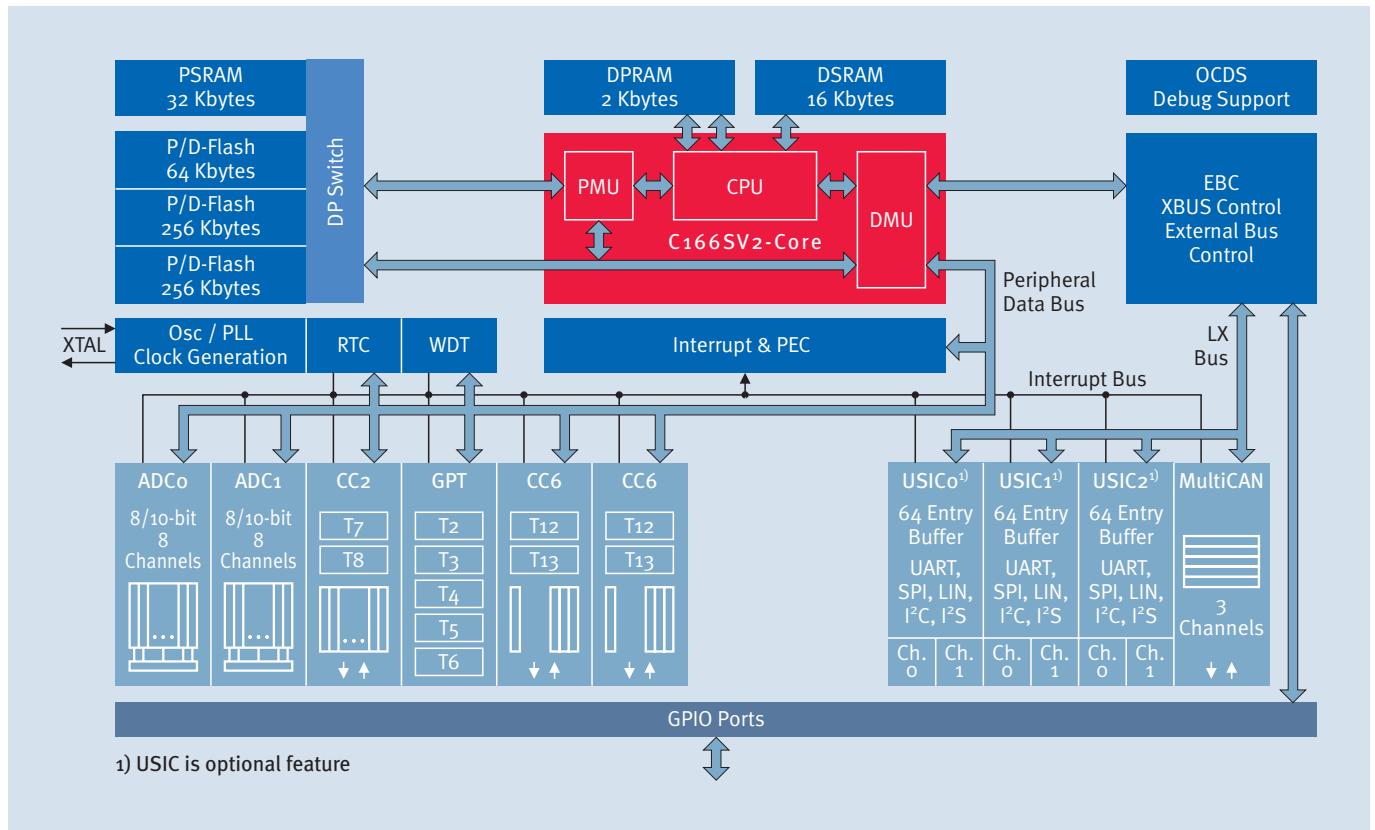 PSRAM
32 Kbytes
P/D-Flash
64 Kbytes
P/D-Flash
256 Kbytes
P/D-Flash
256 Kbytes
DP Switch
DPRAM
2 Kbytes
DSRAM
16 Kbytes
PMU
CPU
DMU
C166SV2-Core
OCDS
Debug Support
EBC
XBUS Control
External Bus
Control
Peripheral
Data Bus
LX
Bus
XTAL
Osc / PLL
Clock Generation
RTC
WDT
Interrupt & PEC
Interrupt Bus
ADC0
8/10-bit
8
Channels
ADC1
8/10-bit
8
Channels
CC2
T7
T8
GPT
T2
T3
T4
T5
T6
CC6
T12
T13
CC6
T12
T13
USIC0¹⁾
64 Entry
Buffer
UART,
SPI, LIN,
I²C, I²S
Ch.
0
Ch.
1
USIC1¹⁾
64 Entry
Buffer
UART,
SPI, LIN,
I²C, I²S
Ch.
0
Ch.
1
USIC2¹⁾
64 Entry
Buffer
UART,
SPI, LIN,
I²C, I²S
Ch.
0
Ch.
1
MultiCAN
3
Channels
GPIO Ports
1) USIC is optional feature